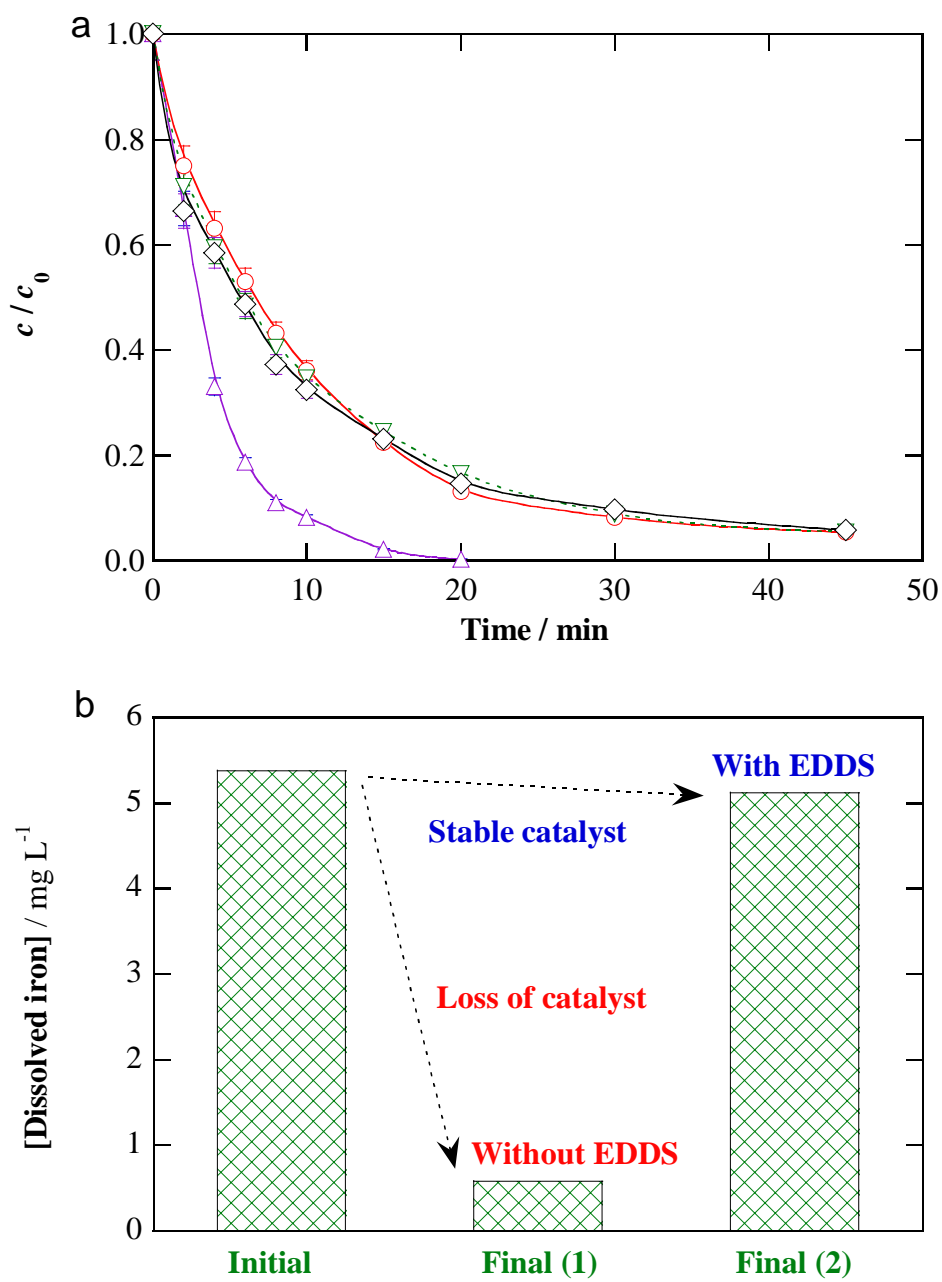 a
1.0
0.8
0.6
0.4
0.2
0.0
c / c0
0 10 20 30 40 50
Time / min
b
6
5
4
3
2
1
0
[Dissolved iron] / mg L-1
With EDDS
Stable catalyst
Loss of catalyst
Without EDDS
Initial Final (1) Final (2)